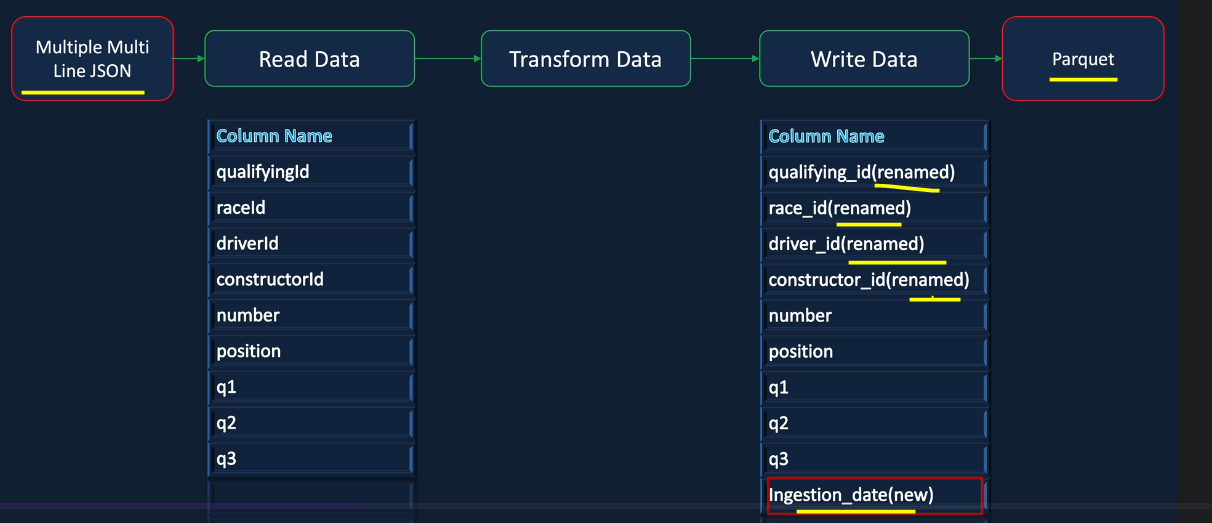 Multiple Multi
Line JSON
Read Data
Transform Data
Write Data
Parquet
Column Name
qualifyingId
raceId
driverId
constructorId
number
position
q1
q2
q3
Column Name
qualifying_id(renamed)
race_id(renamed)
driver_id(renamed)
constructor_id(renamed)
number
position
q1
q2
q3
Ingestion_date(new)